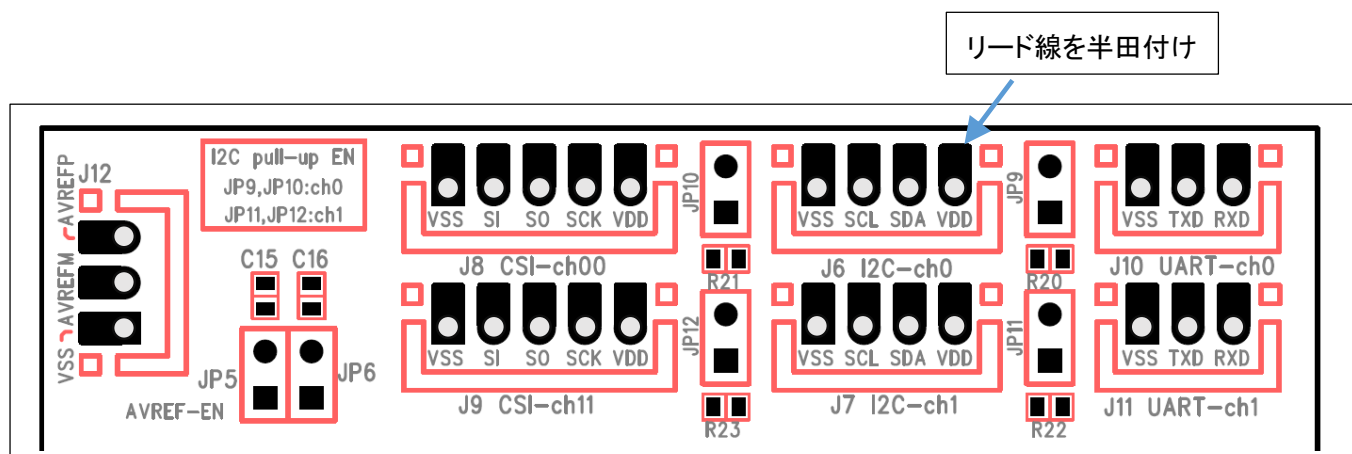 リード線を半田付け
AVREFP
J12
AVREFM
VSS
I2C pull-up EN
JP9,JP10:ch0
JP11,JP12:ch1
C15 C16
JP5 JP6
AVREF-EN
VSS SI SO SCK VDD
J8 CSI-ch00
JP10
R21
VSS SCL SDA VDD
J6 I2C-ch0
JP9
R20
VSS TXD RXD
J10 UART-ch0
VSS SI SO SCK VDD
J9 CSI-ch11
JP12
R23
VSS SCL SDA VDD
J7 I2C-ch1
JP11
R22
VSS TXD RXD
J11 UART-ch1